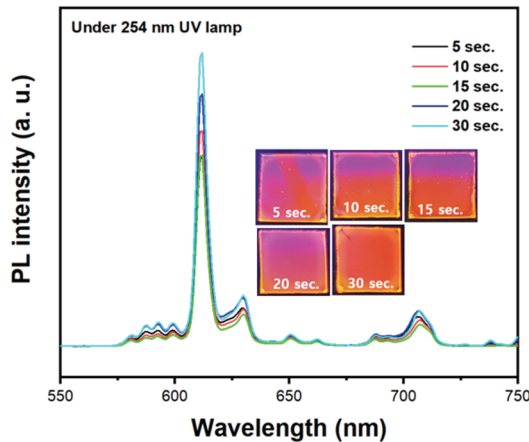 Under 254 nm UV lamp
5 sec.
10 sec.
15 sec.
20 sec.
30 sec.
5 sec.
10 sec.
15 sec.
20 sec.
30 sec.
PL intensity (a. u.)
550
600
650
700
750
Wavelength (nm)